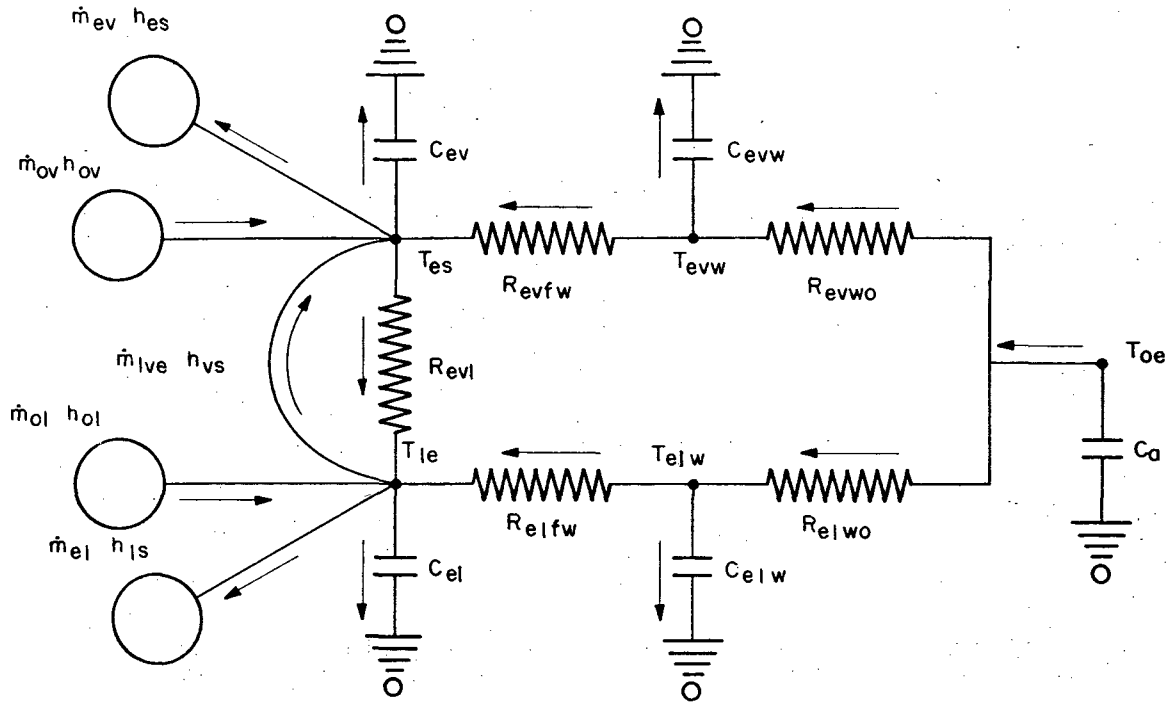 ṁev hes
ṁov hov
Cev
Cevw
Tes
Revfw
Tevw
Revwo
ṁlve hvs
Revl
Toe
ṁol hol
Tle
Telw
Ca
ṁel hls
Relfw
Relwo
Cel
Celw